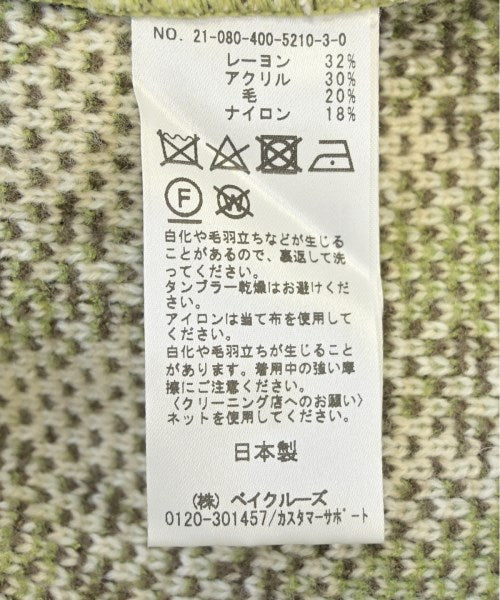 NO. 21-080-400-5210-3-0
レーヨン 32%
アクリル 30%
毛 20%
ナイロン 18%
F
W
白化や毛羽立ちなどが生じる
ことがあるので、裏返して洗
ってください。
タンブラー乾燥はお避けくだ
さい。
アイロンは当て布を使用して
ください。
白化や毛羽立ちが生じること
があります。着用中の強い摩
擦にご注意ください。
〈クリーニング店へのお願い〉
ネットを使用してください。
日本製
(株) ベイクルーズ
0120-301457/カスタマーサポート